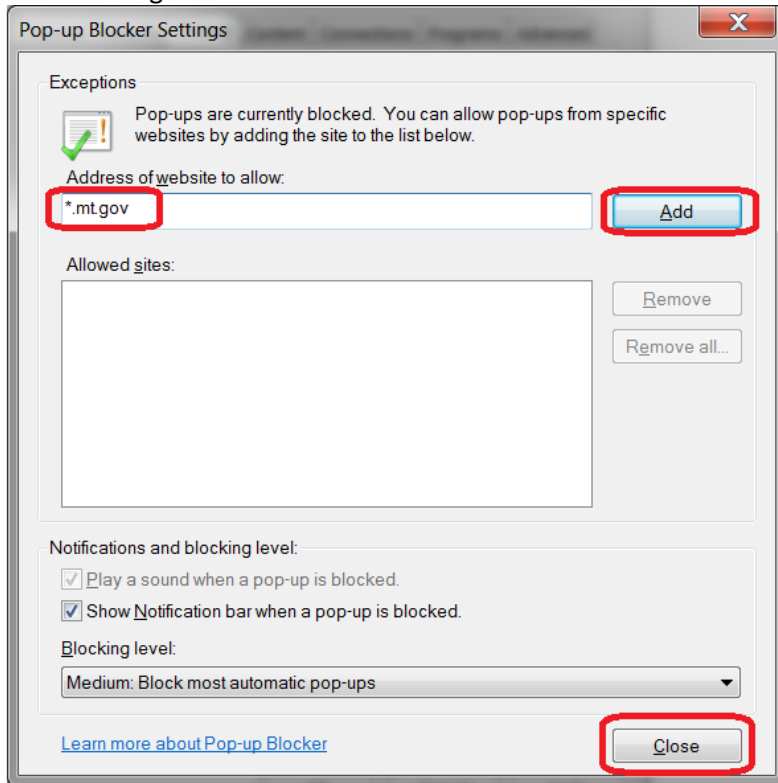 Pop-up Blocker Settings
Exceptions
Pop-ups are currently blocked. You can allow pop-ups from specific
websites by adding the site to the list below.
Address of website to allow:
*.mt.gov
Add
Allowed sites:
Remove
Remove all...
Notifications and blocking level:
Play a sound when a pop-up is blocked.
Show Notification bar when a pop-up is blocked.
Blocking level:
Medium: Block most automatic pop-ups
Learn more about Pop-up Blocker
Close